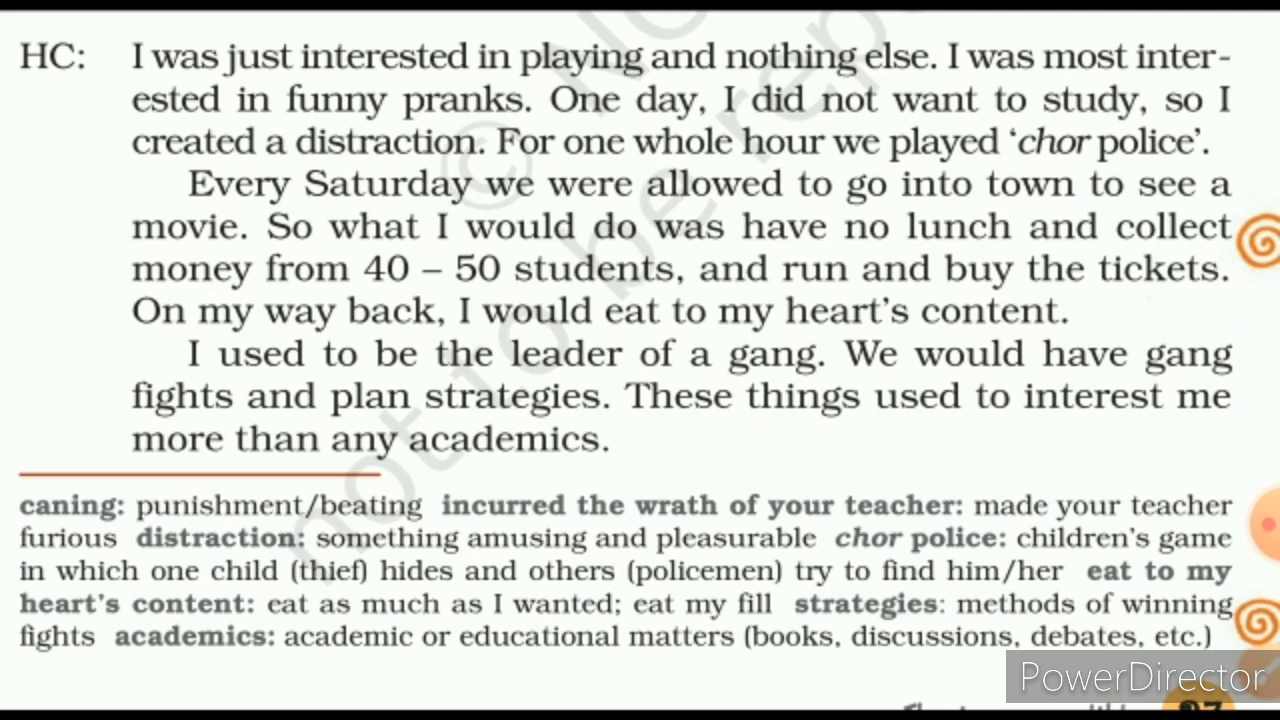 HC: I was just interested in playing and nothing else. I was most inter-
ested in funny pranks. One day, I did not want to study, so I
created a distraction. For one whole hour we played ‘chor police’.
Every Saturday we were allowed to go into town to see a
movie. So what I would do was have no lunch and collect
money from 40 – 50 students, and run and buy the tickets.
On my way back, I would eat to my heart’s content.
I used to be the leader of a gang. We would have gang
fights and plan strategies. These things used to interest me
more than any academics.
caning: punishment/beating incurred the wrath of your teacher: made your teacher
furious distraction: something amusing and pleasurable chor police: children’s game
in which one child (thief) hides and others (policemen) try to find him/her eat to my
heart’s content: eat as much as I wanted; eat my fill strategies: methods of winning
fights academics: academic or educational matters (books, discussions, debates, etc.)
PowerDirector
© 
not to be